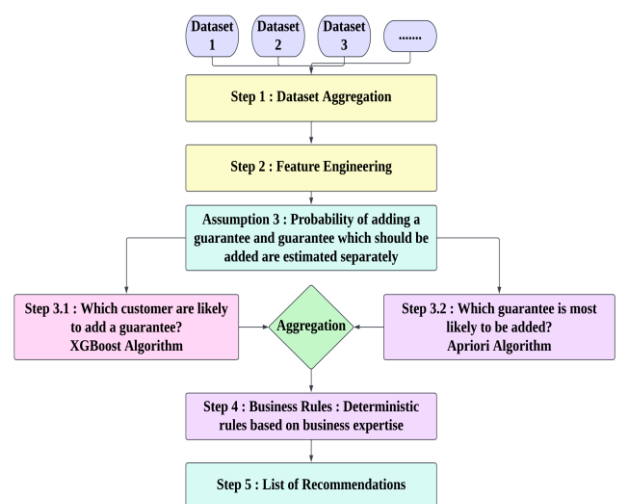 Dataset
1
Dataset
2
Dataset
3
.......
Step 1 : Dataset Aggregation
Step 2 : Feature Engineering
Assumption 3 : Probability of adding a
guarantee and guarantee which should be
added are estimated separately
Step 3.1 : Which customer are likely
to add a guarantee?
XGBoost Algorithm
Aggregation
Step 3.2 : Which guarantee is most
likely to be added?
Apriori Algorithm
Step 4 : Business Rules : Deterministic
rules based on business expertise
Step 5 : List of Recommendations